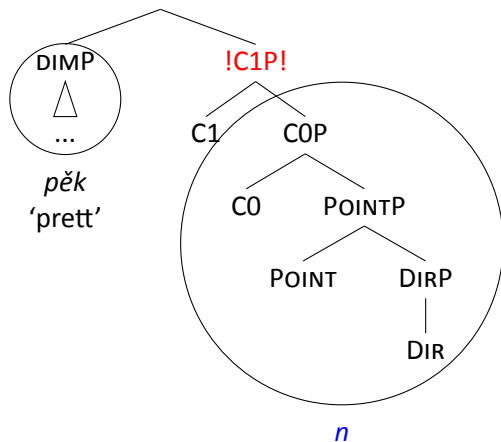 DIMP !C1P!
... C1 C0P
pěk C0 POINTP
'prett' POINT DIRP
DIR
n